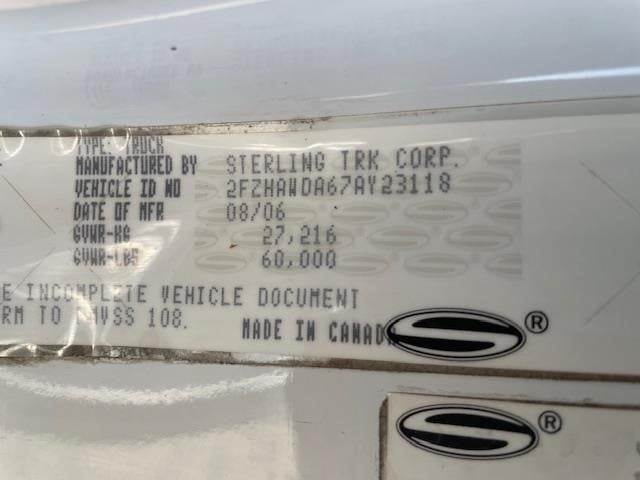 TYPE: TRUCK
MANUFACTURED BY STERLING TRK CORP.
VEHICLE ID NO 2FZHAWDA67AY23118
DATE OF MFR 08/06
GVWR-KG 27,216
GVWR-LBS 60,000
E INCOMPLETE VEHICLE DOCUMENT
RM TO FMVSS 108.
MADE IN CANADA
®
®